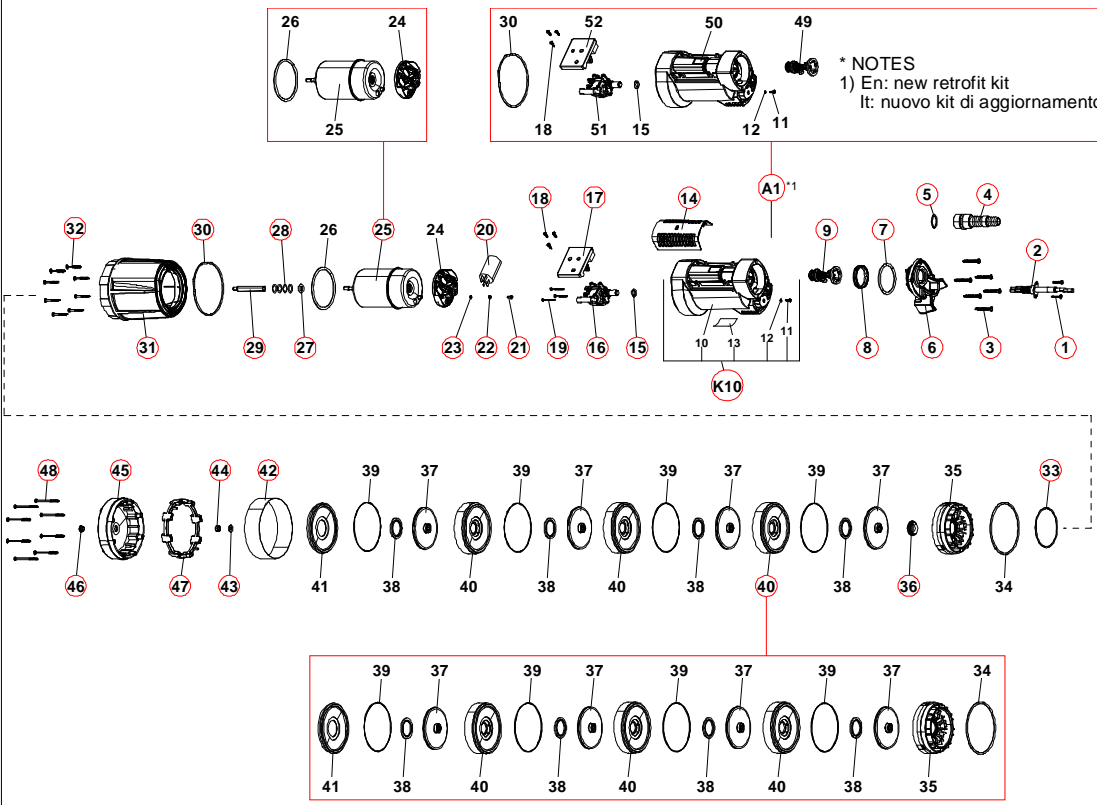 26 24 30 52 50 49
* NOTES
1) En: new retrofit kit
It: nuovo kit di aggiornamento
25 18 51 15 12 11
A1 *1
5 4
32 30 28 26 25 24 20 18 17 14 9 7 2
31 29 27 23 22 21 19 16 15 10 13 12 11 8 6 3 1
K10
48 45 44 42 39 37 39 37 39 37 39 37 35 33
46 47 43 41 38 40 38 40 38 40 38 36 34
39 37 39 37 39 37 39 37 34
41 38 40 38 40 38 40 38 35